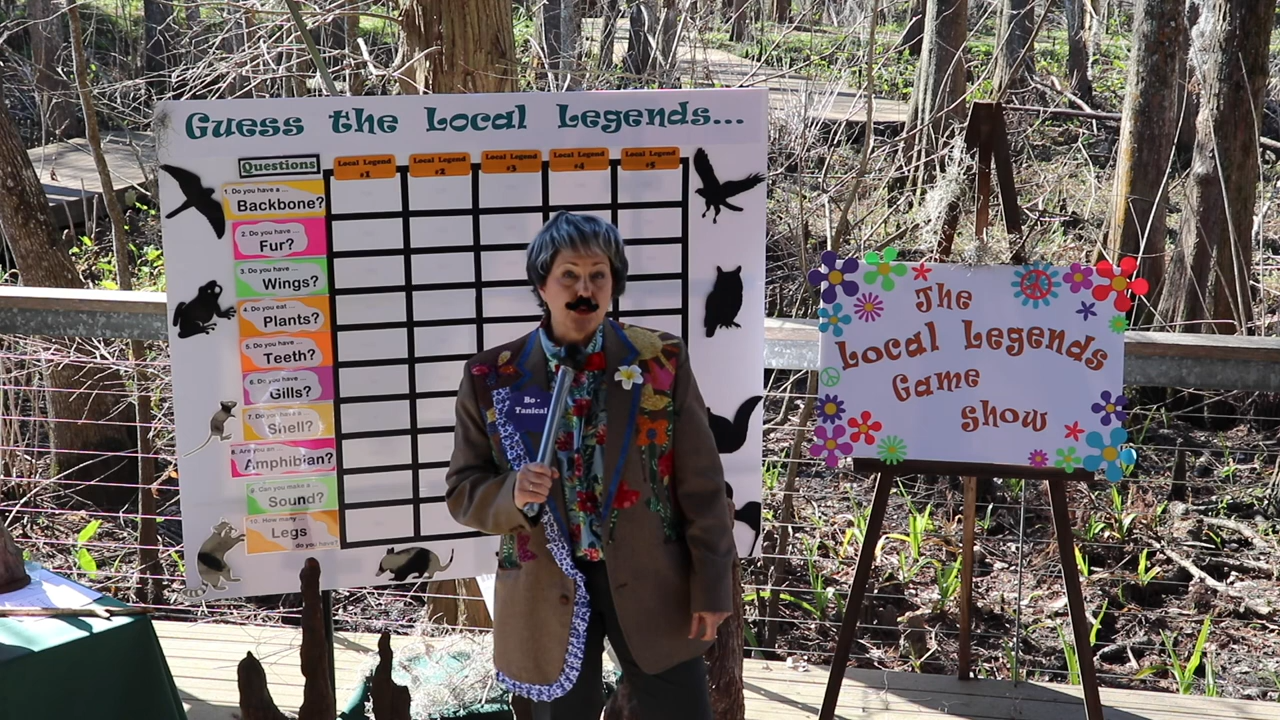 Guess the Local Legends...
Questions
Local Legend
#1
Local Legend
#2
Local Legend
#3
Local Legend
#4
Local Legend
#5
1. Do you have a ...
Backbone?
2. Do you have ...
Fur?
3. Do you have ...
Wings?
4. Do you eat ...
Plants?
5. Do you have ...
Teeth?
6. Do you have ...
Gills?
7. Do you have a ...
Shell?
8. Are you an ...
Amphibian?
9. Can you make a ...
Sound?
10. How many ...
Legs
do you have?
Bo -
Tanical
The
Local Legends
Game
Show